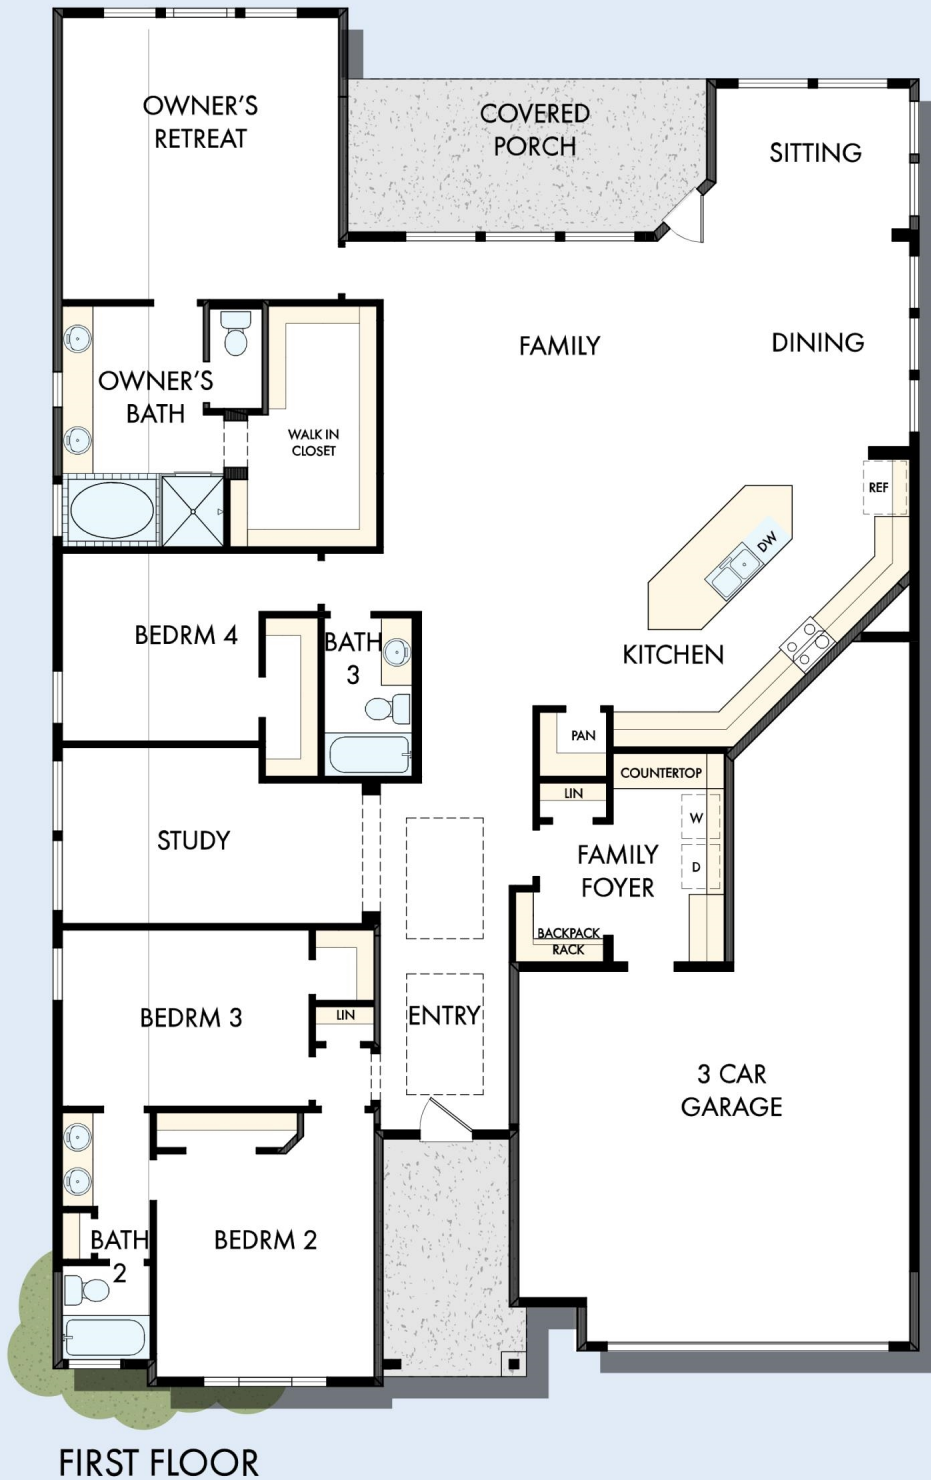 OWNER'S
RETREAT
COVERED
PORCH
SITTING
FAMILY
DINING
OWNER'S
BATH
WALK IN
CLOSET
REF
DW
BEDRM 4
BATH
3
KITCHEN
PAN
COUNTERTOP
LIN
W
STUDY
FAMILY
FOYER
D
BACKPACK
RACK
BEDRM 3
LIN
ENTRY
3 CAR
GARAGE
BATH
2
BEDRM 2
FIRST FLOOR